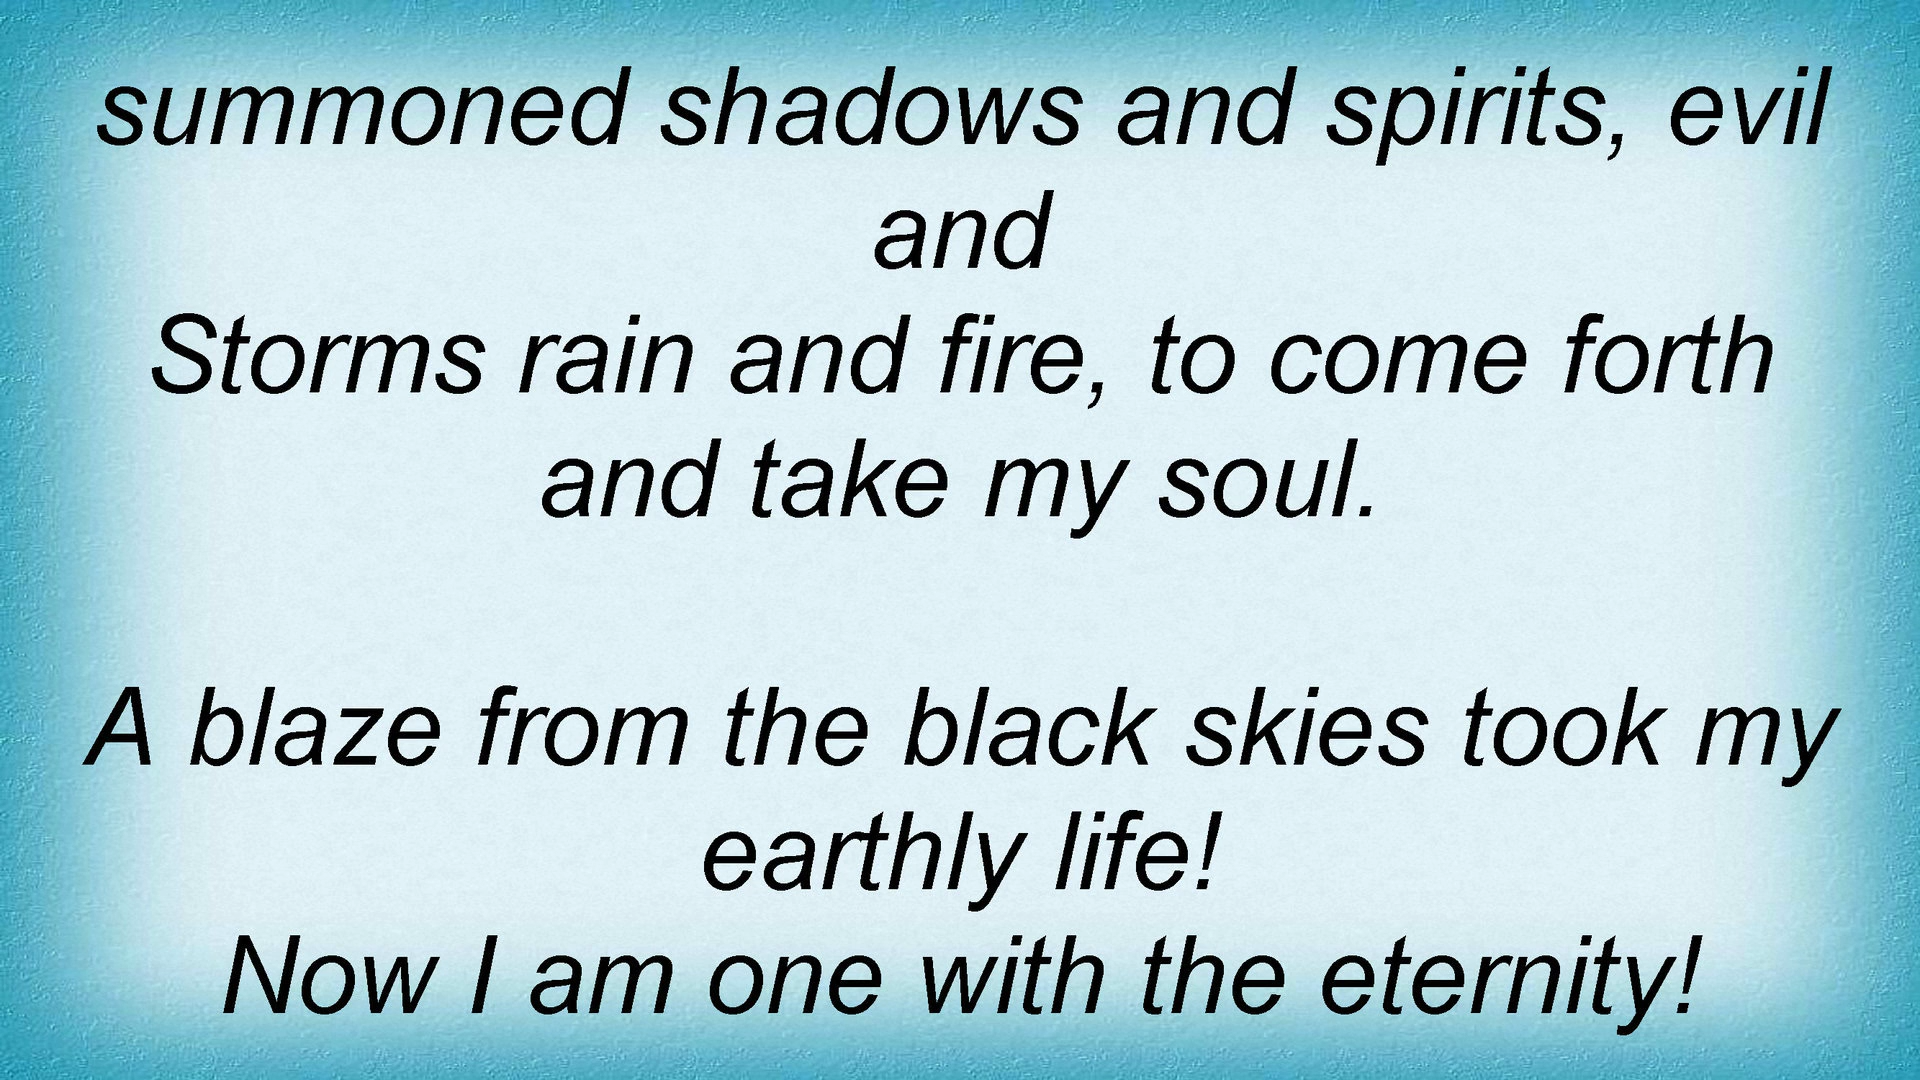 summoned shadows and spirits, evil
and
Storms rain and fire, to come forth
and take my soul.
A blaze from the black skies took my
earthly life!
Now I am one with the eternity!